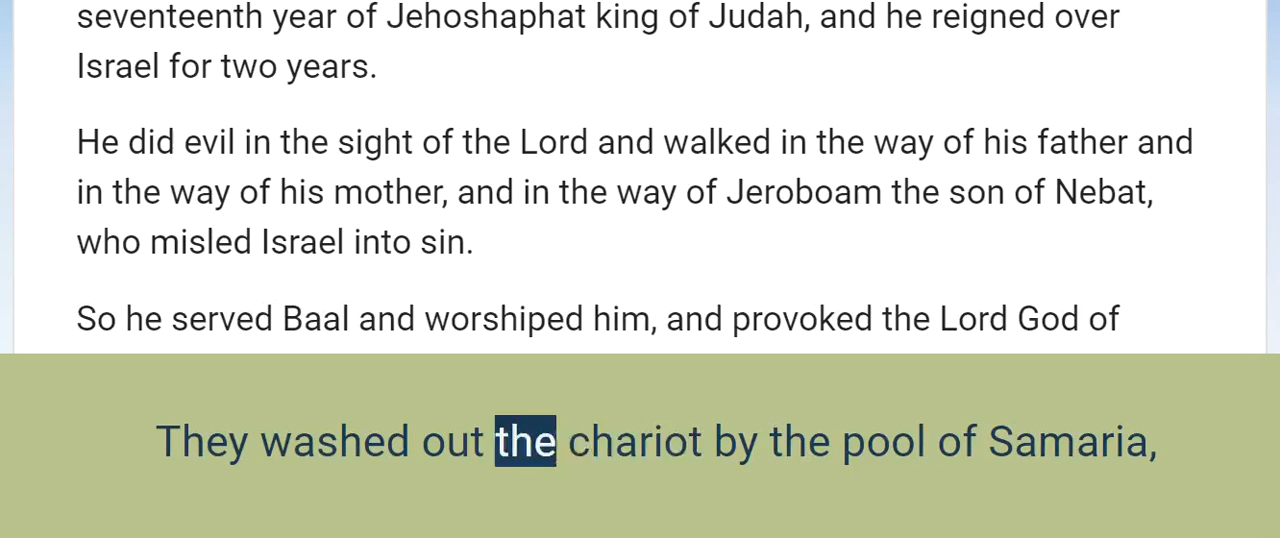 seventeenth year of Jehoshaphat king of Judah, and he reigned over
Israel for two years.
He did evil in the sight of the Lord and walked in the way of his father and
in the way of his mother, and in the way of Jeroboam the son of Nebat,
who misled Israel into sin.
So he served Baal and worshiped him, and provoked the Lord God of
They washed out the chariot by the pool of Samaria,